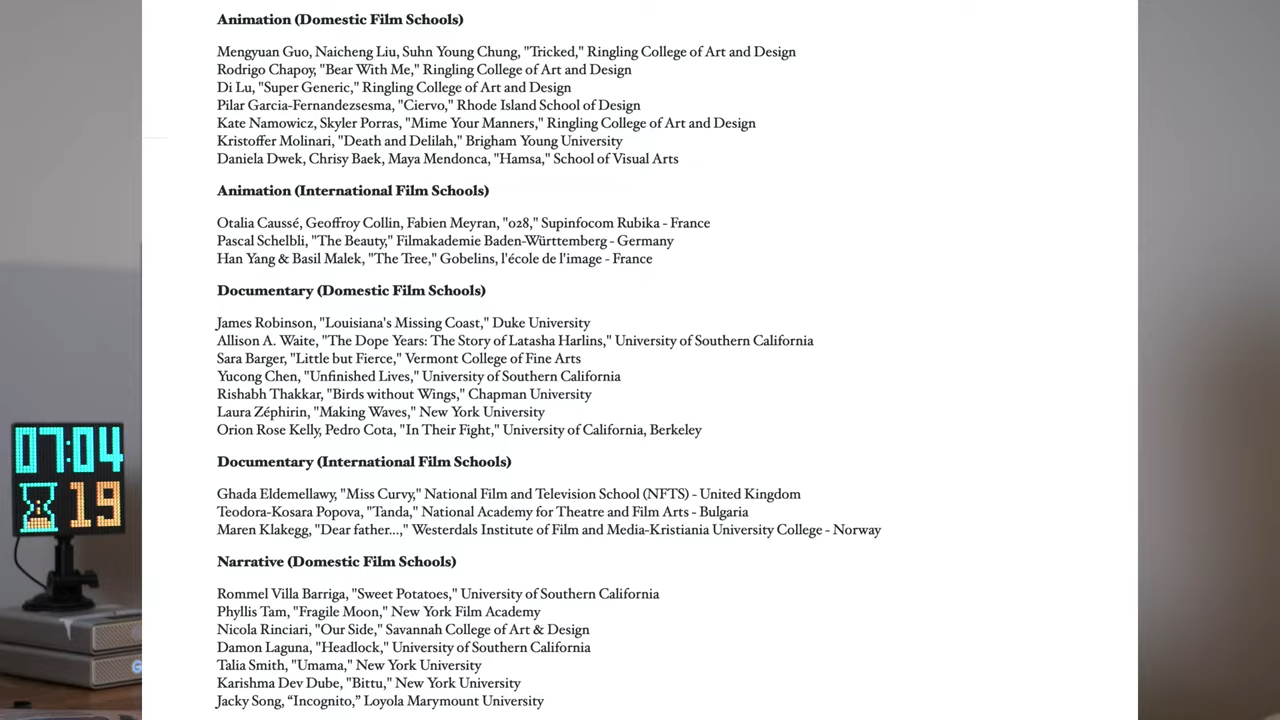 Animation (Domestic Film Schools)
Mengyuan Guo, Naicheng Liu, Suhn Young Chung, "Tricked," Ringling College of Art and Design
Rodrigo Chapoy, "Bear With Me," Ringling College of Art and Design
Di Lu, "Super Generic," Ringling College of Art and Design
Pilar Garcia-Fernandezsesma, "Ciervo," Rhode Island School of Design
Kate Namowicz, Skyler Porras, "Mime Your Manners," Ringling College of Art and Design
Kristoffer Molinari, "Death and Delilah," Brigham Young University
Daniela Dwek, Chrisy Baek, Maya Mendonca, "Hamsa," School of Visual Arts
Animation (International Film Schools)
Otalia Caussé, Geoffroy Collin, Fabien Meyran, "028," Supinfocom Rubika - France
Pascal Schelbli, "The Beauty," Filmakademie Baden-Württemberg - Germany
Han Yang & Basil Malek, "The Tree," Gobelins, l'école de l'image - France
Documentary (Domestic Film Schools)
James Robinson, "Louisiana's Missing Coast," Duke University
Allison A. Waite, "The Dope Years: The Story of Latasha Harlins," University of Southern California
Sara Barger, "Little but Fierce," Vermont College of Fine Arts
Yucong Chen, "Unfinished Lives," University of Southern California
Rishabh Thakkar, "Birds without Wings," Chapman University
Laura Zéphirin, "Making Waves," New York University
Orion Rose Kelly, Pedro Cota, "In Their Fight," University of California, Berkeley
Documentary (International Film Schools)
Ghada Eldemellawy, "Miss Curvy," National Film and Television School (NFTS) - United Kingdom
Teodora-Kosara Popova, "Tanda," National Academy for Theatre and Film Arts - Bulgaria
Maren Klakegg, "Dear father...," Westerdals Institute of Film and Media-Kristiania University College - Norway
07:04
19
Narrative (Domestic Film Schools)
Rommel Villa Barriga, "Sweet Potatoes," University of Southern California
Phyllis Tam, "Fragile Moon," New York Film Academy
Nicola Rinciari, "Our Side," Savannah College of Art & Design
Damon Laguna, "Headlock," University of Southern California
Talia Smith, "Umama," New York University
Karishma Dev Dube, "Bittu," New York University
Jacky Song, “Incognito,” Loyola Marymount University